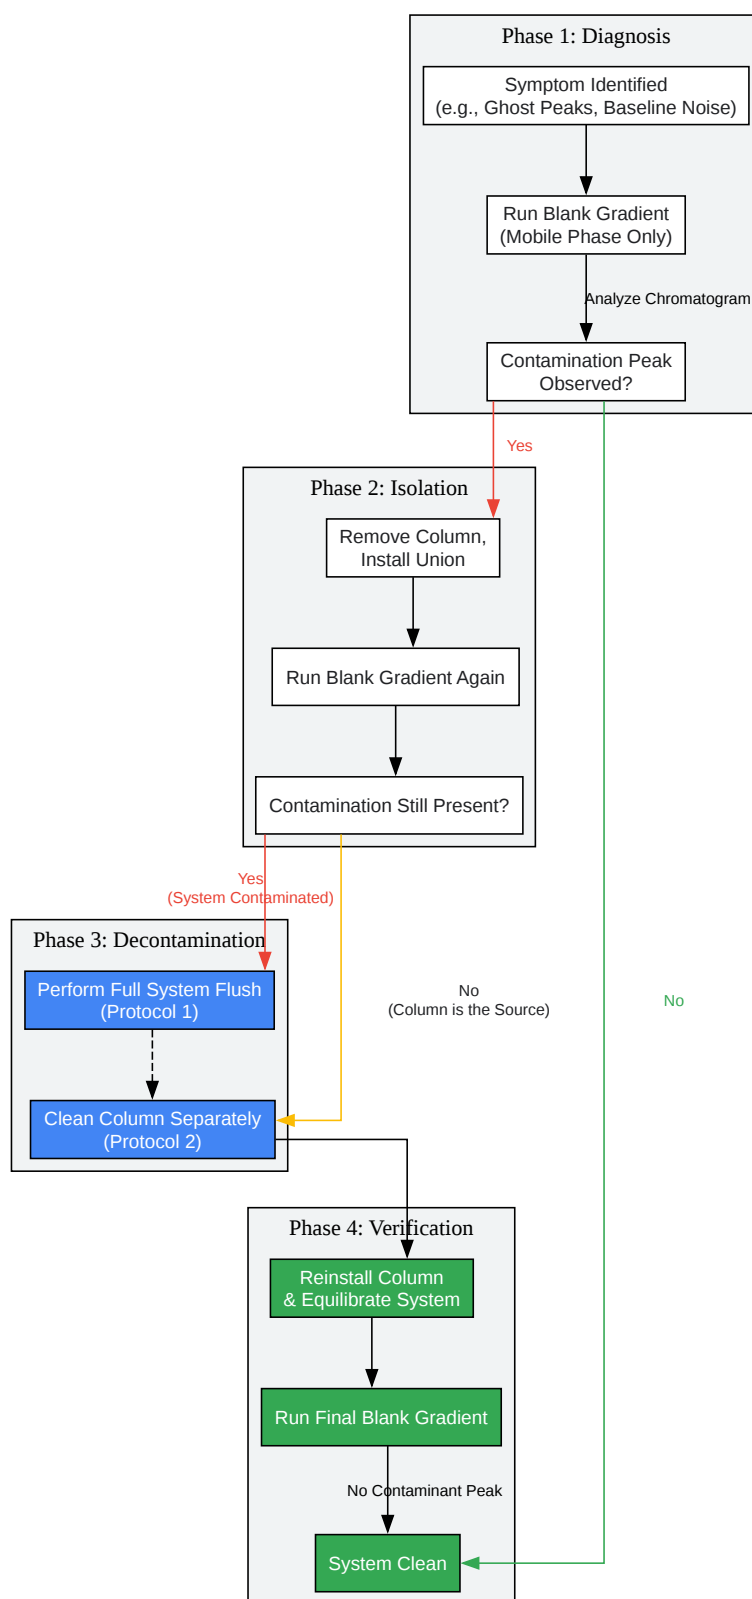 Phase 1: Diagnosis
Symptom Identified
(e.g., Ghost Peaks, Baseline Noise)
Run Blank Gradient
(Mobile Phase Only)
Analyze Chromatogram
Contamination Peak
Observed?
Yes
Phase 2: Isolation
Remove Column,
Install Union
Run Blank Gradient Again
Contamination Still Present?
Yes
(System Contaminated)
Phase 3: Decontamination
Perform Full System Flush
(Protocol 1)
No
(Column is the Source)
No
Clean Column Separately
(Protocol 2)
Phase 4: Verification
Reinstall Column
& Equilibrate System
Run Final Blank Gradient
No Contaminant Peak
System Clean